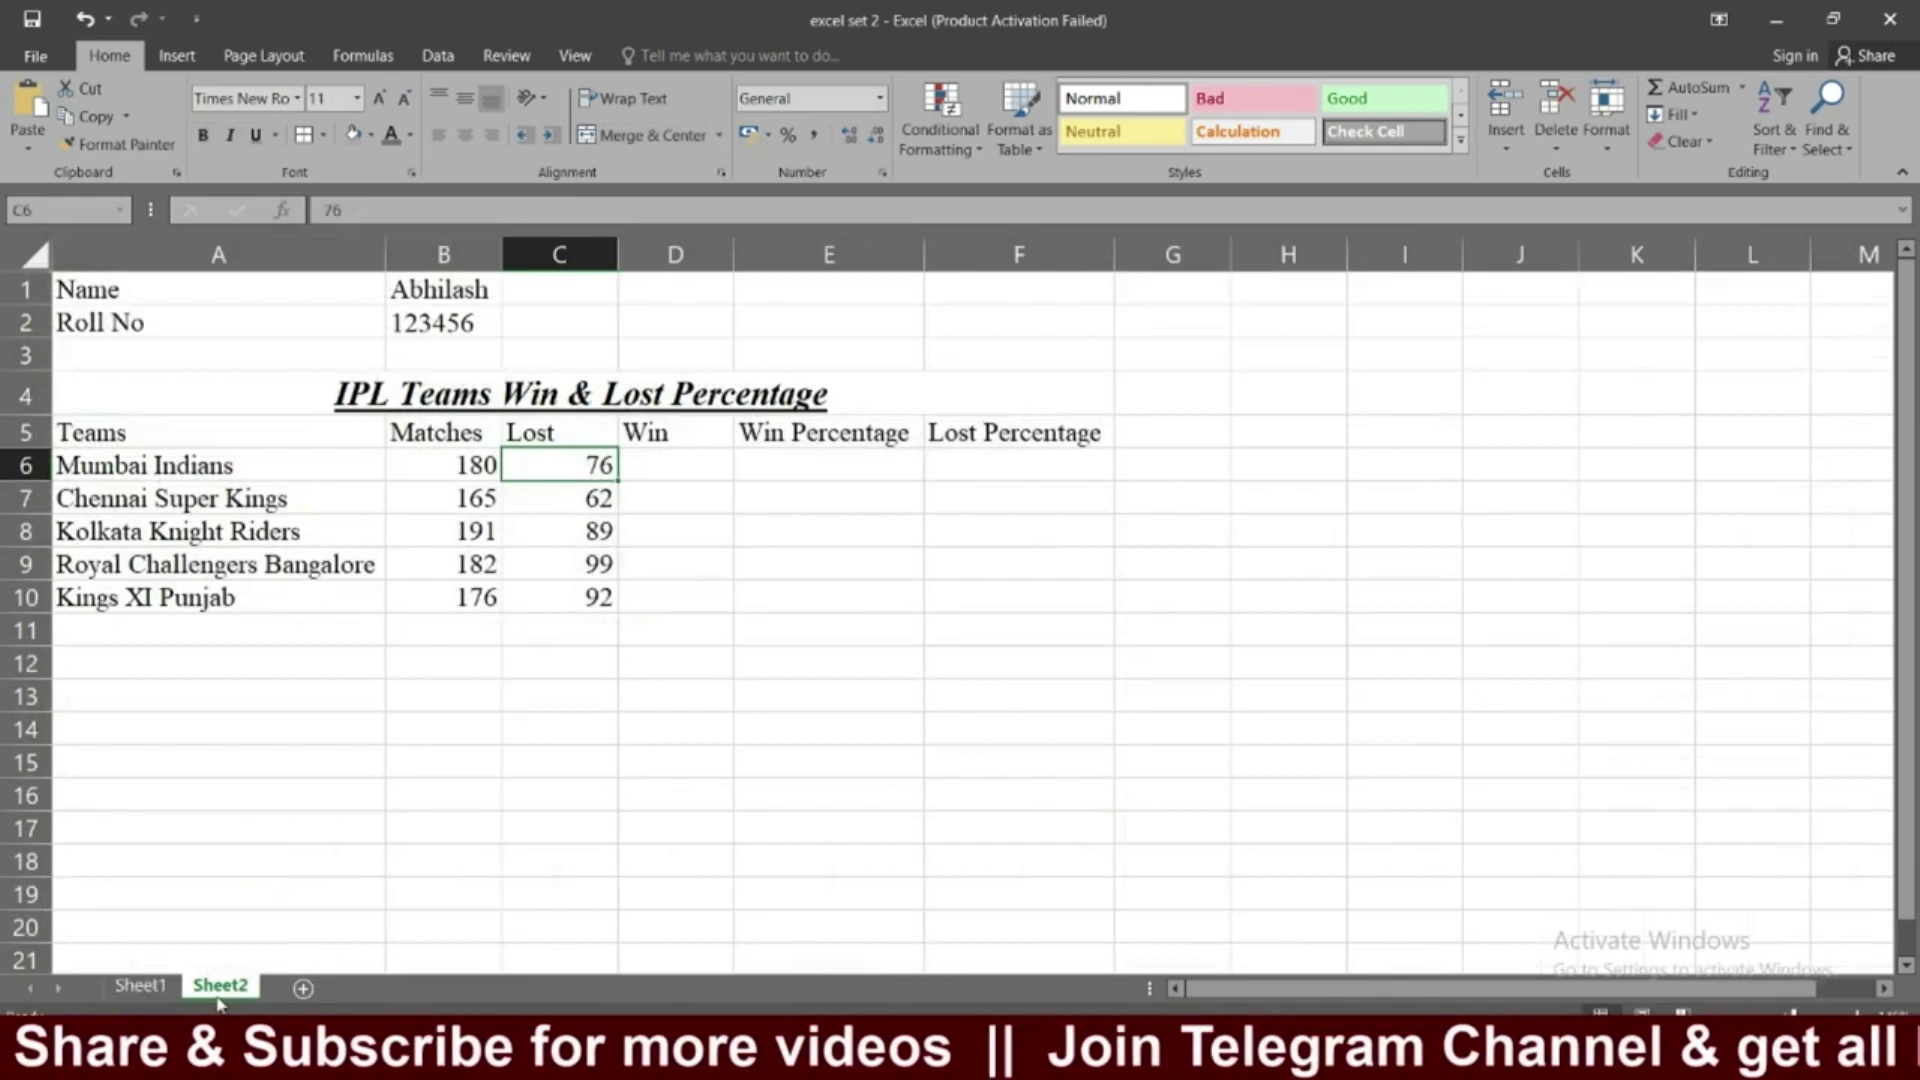 excel set 2 - Excel (Product Activation Failed)
File Home Insert Page Layout Formulas Data Review View Tell me what you want to do... Sign in Share
Cut
Copy
Format Painter
Paste
Clipboard
Times New Ro 11
B I U
Font
Wrap Text
Merge & Center
Alignment
General
Number
Conditional Formatting
Format as Table
Normal Bad Good
Neutral Calculation Check Cell
Styles
Insert Delete Format
Cells
AutoSum
Fill
Clear
Sort & Filter
Find & Select
Editing
C6 fx 76
A B C D E F G H I J K L M
1 Name Abhilash
2 Roll No 123456
3
4 IPL Teams Win & Lost Percentage
5 Teams Matches Lost Win Win Percentage Lost Percentage
6 Mumbai Indians 180 76
7 Chennai Super Kings 165 62
8 Kolkata Knight Riders 191 89
9 Royal Challengers Bangalore 182 99
10 Kings XI Punjab 176 92
11
12
13
14
15
16
17
18
19
20
21
Activate Windows
Go to Settings to activate Windows.
Sheet1 Sheet2
Share & Subscribe for more videos || Join Telegram Channel & get all